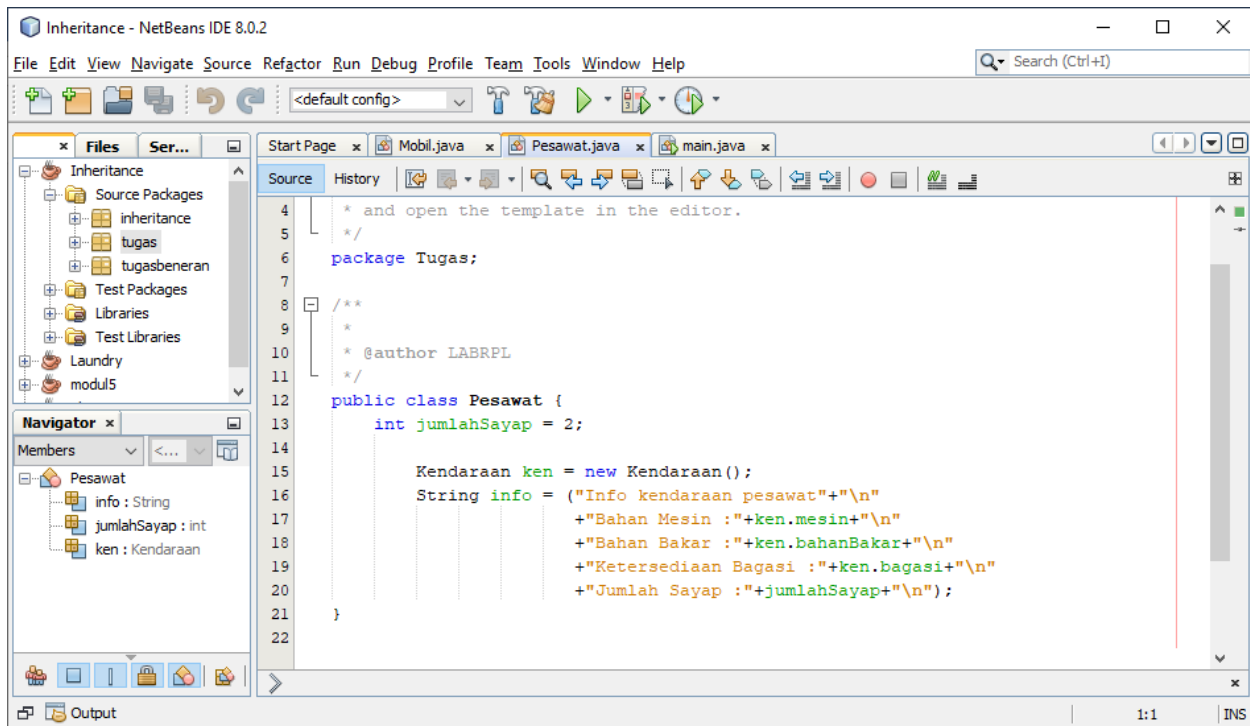 Inheritance - NetBeans IDE 8.0.2
File Edit View Navigate Source Refactor Run Debug Profile Team Tools Window Help
Search (Ctrl+I)
<default config>
Files Ser...
Inheritance
Source Packages
inheritance
tugas
tugasbeneran
Test Packages
Libraries
Test Libraries
Laundry
modul5
Navigator
Members
<...
Pesawat
info : String
jumlahSayap : int
ken : Kendaraan
Start Page Mobil.java Pesawat.java main.java
Source History
4 * and open the template in the editor.
5 */
6 package Tugas;
7
8 /**
9 *
10 * @author LABRPL
11 */
12 public class Pesawat {
13 int jumlahSayap = 2;
14
15 Kendaraan ken = new Kendaraan();
16 String info = ("Info kendaraan pesawat"+"\n"
17 +"Bahan Mesin :"+ken.mesin+"\n"
18 +"Bahan Bakar :"+ken.bahanBakar+"\n"
19 +"Ketersediaan Bagasi :"+ken.bagasi+"\n"
20 +"Jumlah Sayap :"+jumlahSayap+"\n");
21 }
22
Output
1:1 INS